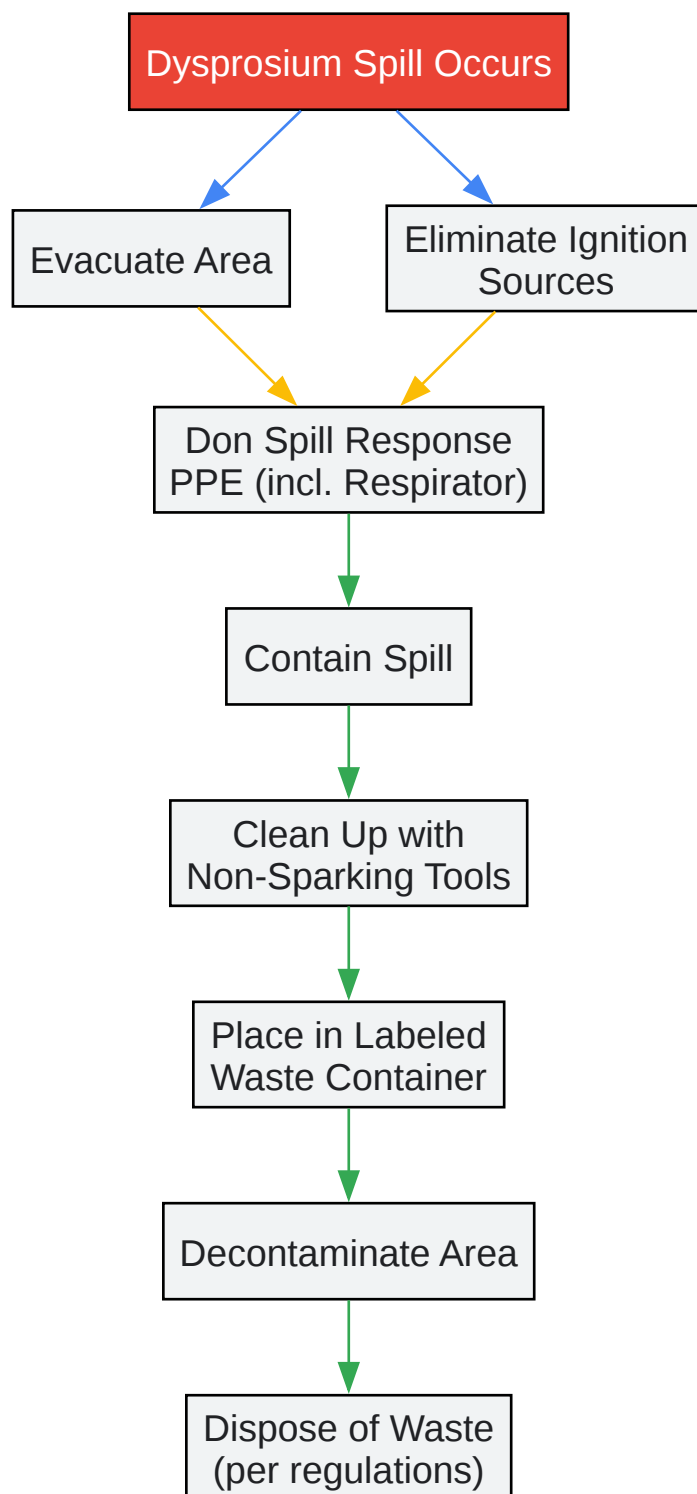 Dysprosium Spill Occurs
Evacuate Area
Eliminate Ignition
Sources
Don Spill Response
PPE (incl. Respirator)
Contain Spill
Clean Up with
Non-Sparking Tools
Place in Labeled
Waste Container
Decontaminate Area
Dispose of Waste
(per regulations)